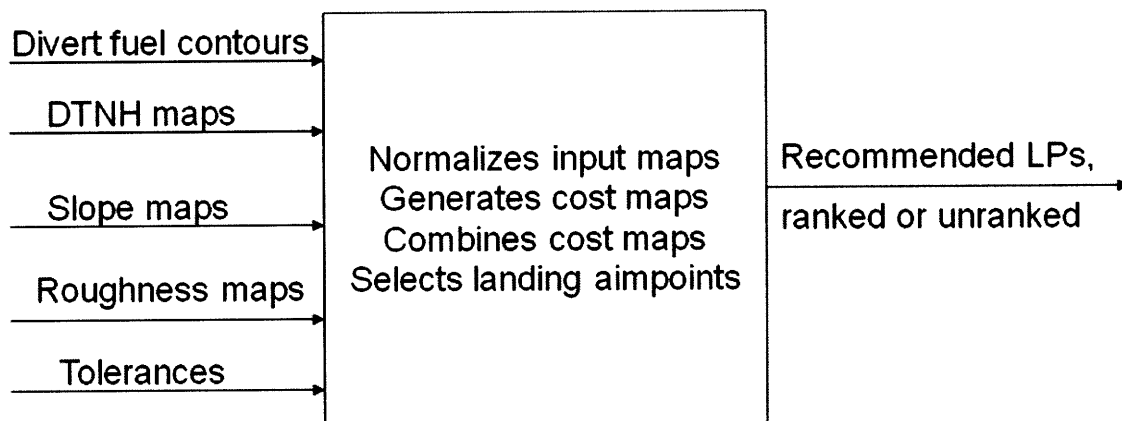 Divert fuel contours
DTNH maps
Slope maps
Roughness maps
Tolerances
Normalizes input maps
Generates cost maps
Combines cost maps
Selects landing aimpoints
Recommended LPs,
ranked or unranked